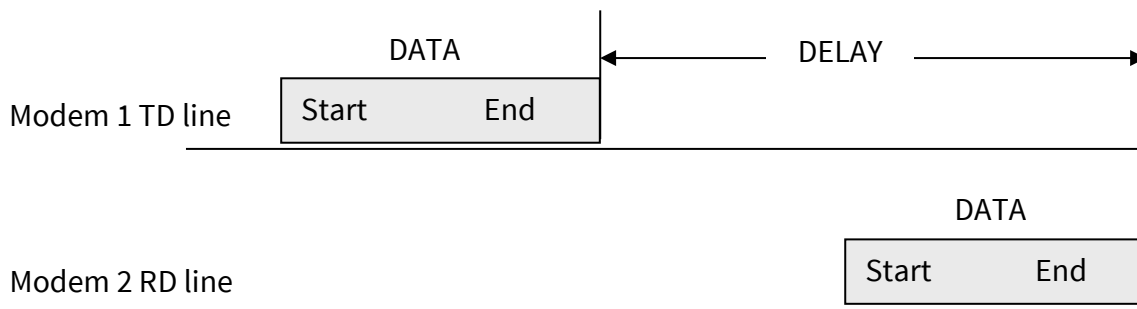 DATA
DELAY
Modem 1 TD line
Start
End
DATA
Modem 2 RD line
Start
End